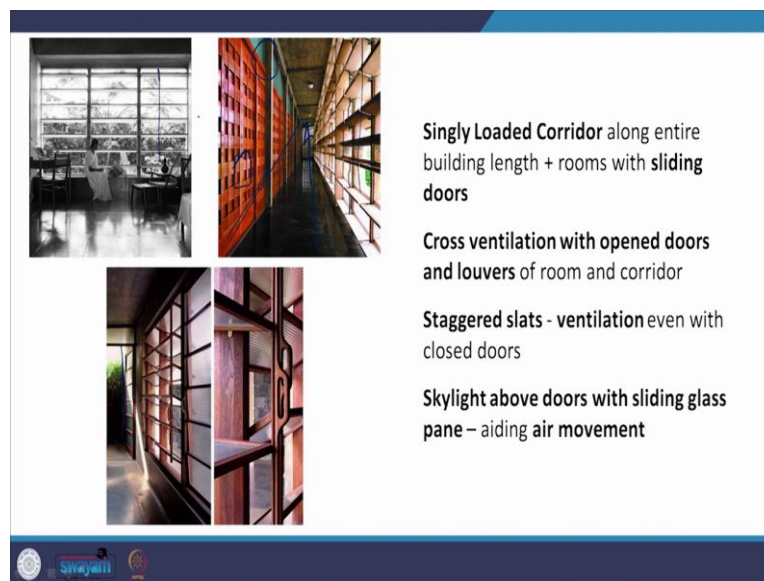 Singly Loaded Corridor along entire
building length + rooms with sliding
doors
Cross ventilation with opened doors
and louvers of room and corridor
Staggered slats - ventilation even with
closed doors
Skylight above doors with sliding glass
pane – aiding air movement
swayam